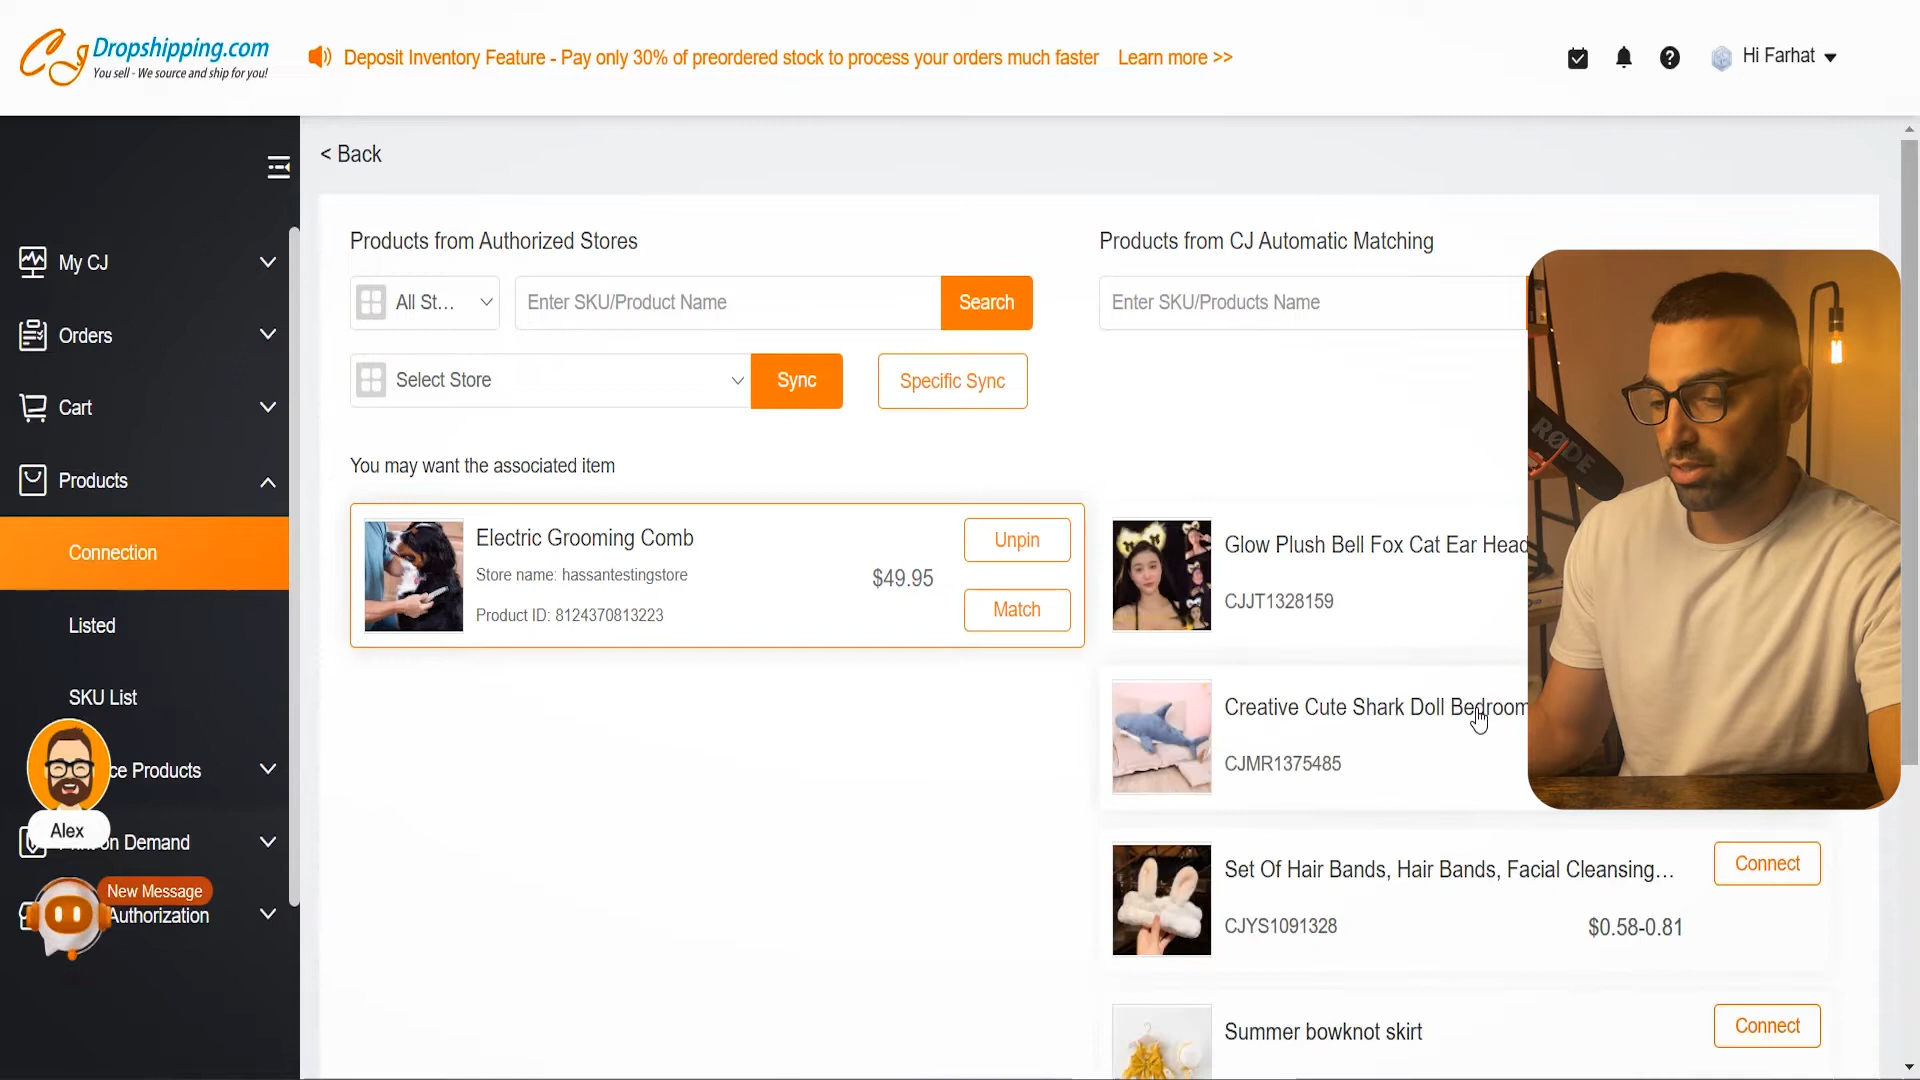 CJ Dropshipping.com
You sell - We source and ship for you!
Deposit Inventory Feature - Pay only 30% of preordered stock to process your orders much faster Learn more >>
Hi Farhat
< Back
My CJ
Orders
Cart
Products
Connection
Listed
SKU List
ce Products
Alex
on Demand
New Message
Authorization
Products from Authorized Stores
All St...
Enter SKU/Product Name
Search
Select Store
Sync
Specific Sync
You may want the associated item
Electric Grooming Comb
Store name: hassantestingstore
Product ID: 8124370813223
$49.95
Unpin
Match
Products from CJ Automatic Matching
Enter SKU/Products Name
Glow Plush Bell Fox Cat Ear Head
CJJT1328159
Creative Cute Shark Doll Bedroom
CJMR1375485
Set Of Hair Bands, Hair Bands, Facial Cleansing...
CJYS1091328
$0.58-0.81
Connect
Summer bowknot skirt
Connect
RØDE